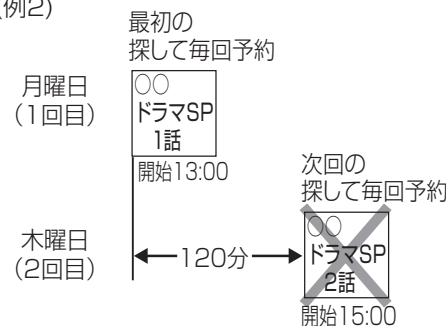 (例2)
最初の
探して毎回予約
月曜日
（1回目）
○○
ドラマSP
1話
開始13:00
次回の
探して毎回予約
木曜日
（2回目）
120分
○○
ドラマSP
2話
開始15:00